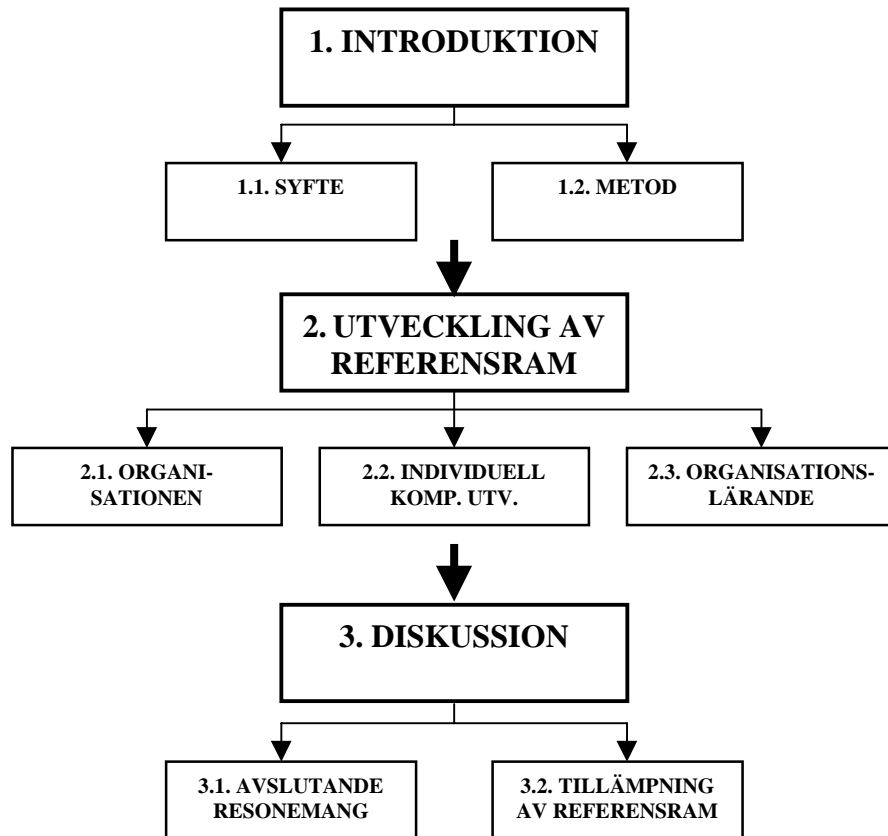 1. INTRODUKTION
1.1. SYFTE
1.2. METOD
2. UTVECKLING AV
REFERENSRAM
2.1. ORGANI-
SATIONEN
2.2. INDIVIDUELL
KOMP. UTV.
2.3. ORGANISATIONS-
LÄRANDE
3. DISKUSSION
3.1. AVSLUTANDE
RESONEMANG
3.2. TILLÄMPNING
AV REFERENSRAM